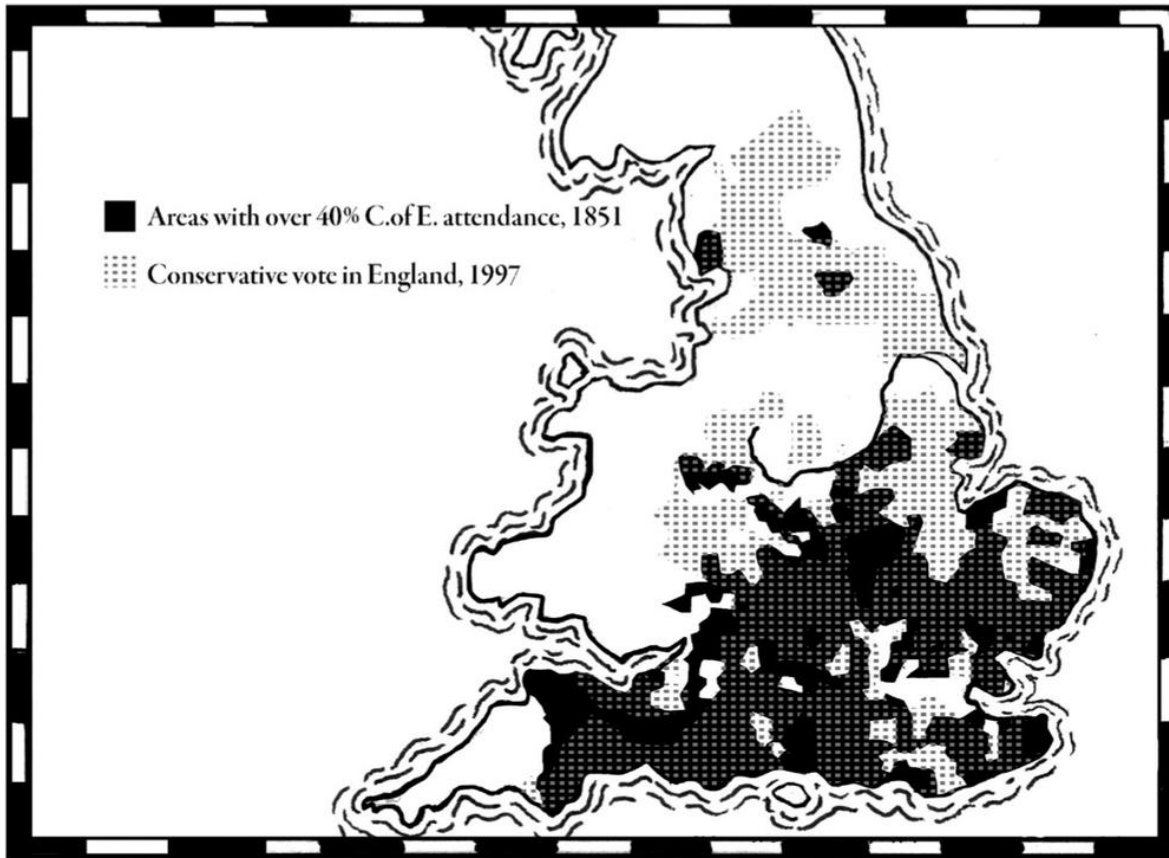 Areas with over 40% C.of E. attendance, 1851
Conservative vote in England, 1997